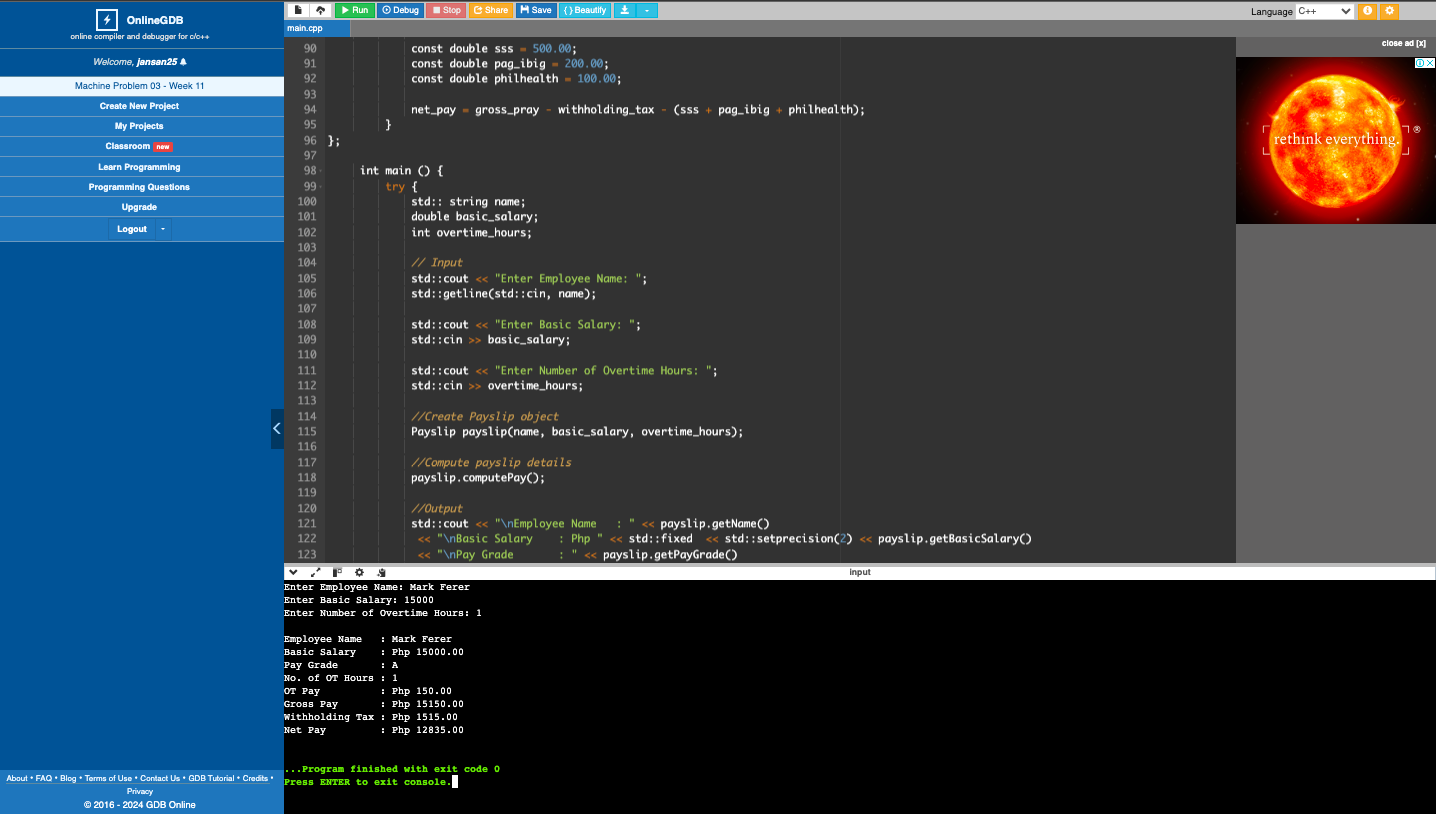 OnlineGDB
online compiler and debugger for c/c++
Welcome, jansan25
Machine Problem 03 - Week 11
Create New Project
My Projects
Classroom new
Learn Programming
Programming Questions
Upgrade
Logout
About • FAQ • Blog • Terms of Use • Contact Us • GDB Tutorial • Credits •
Privacy
© 2016 - 2024 GDB Online
Run Debug Stop Share Save {} Beautify
Language C++
main.cpp
90 const double sss = 500.00;
91 const double pag_ibig = 200.00;
92 const double philhealth = 100.00;
93
94 net_pay = gross_pray - withholding_tax - (sss + pag_ibig + philhealth);
95 }
96 };
97
98 int main () {
99 try {
100 std:: string name;
101 double basic_salary;
102 int overtime_hours;
103
104 // Input
105 std::cout << "Enter Employee Name: ";
106 std::getline(std::cin, name);
107
108 std::cout << "Enter Basic Salary: ";
109 std::cin >> basic_salary;
110
111 std::cout << "Enter Number of Overtime Hours: ";
112 std::cin >> overtime_hours;
113
114 //Create Payslip object
115 Payslip payslip(name, basic_salary, overtime_hours);
116
117 //Compute payslip details
118 payslip.computePay();
119
120 //Output
121 std::cout << "\nEmployee Name   : " << payslip.getName()
122 << "\nBasic Salary    : Php " << std::fixed  << std::setprecision(2) << payslip.getBasicSalary()
123 << "\nPay Grade       : " << payslip.getPayGrade()
close ad [x]
rethink everything.®
input
Enter Employee Name: Mark Ferer
Enter Basic Salary: 15000
Enter Number of Overtime Hours: 1

Employee Name   : Mark Ferer
Basic Salary    : Php 15000.00
Pay Grade       : A
No. of OT Hours : 1
OT Pay          : Php 150.00
Gross Pay       : Php 15150.00
Withholding Tax : Php 1515.00
Net Pay         : Php 12835.00

...Program finished with exit code 0
Press ENTER to exit console.